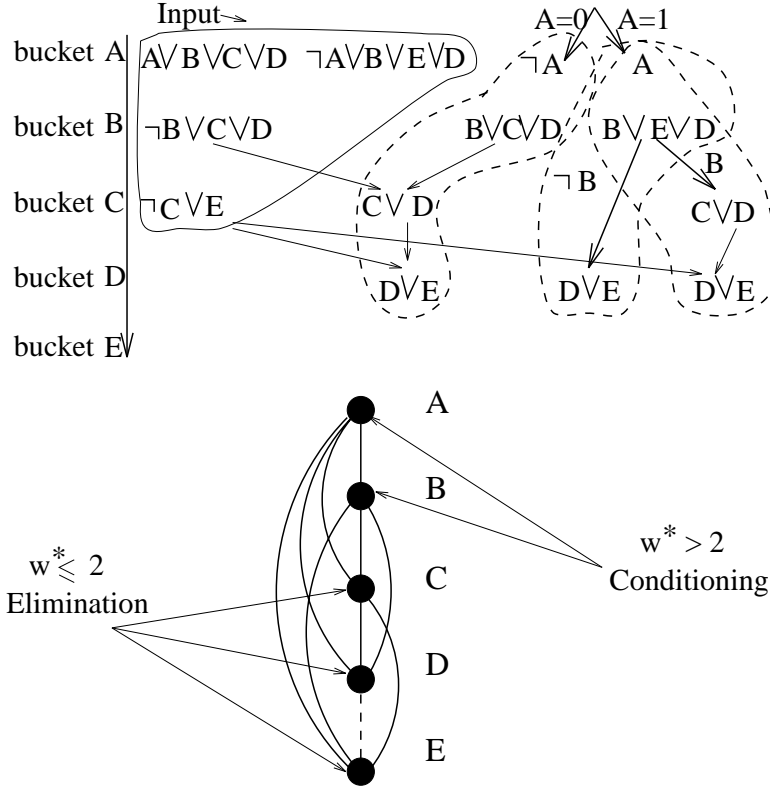 Input
A=0 A=1
bucket A A∨B∨C∨D ¬A∨B∨E∨D ¬A A
bucket B ¬B∨C∨D B∨C∨D B∨E∨D
B
¬B
bucket C ¬C∨E C∨D C∨D
bucket D D∨E D∨E D∨E
bucket E
A
B
w* > 2
Conditioning
w* ≤ 2
Elimination
C
D
E